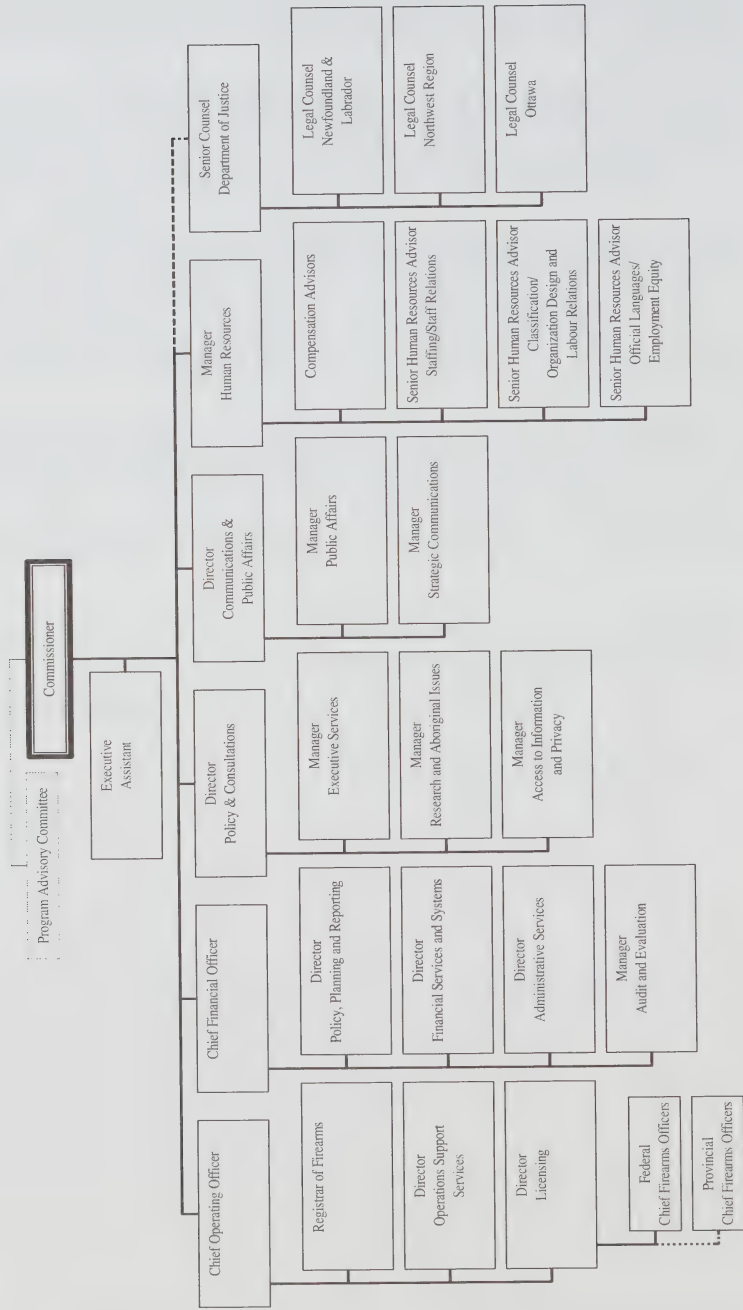 Program Advisory Committee
Commissioner
Executive
Assistant
Chief Operating Officer
Registrar of Firearms
Director
Operations Support
Services
Director
Licensing
Federal
Chief Firearms Officers
Provincial
Chief Firearms Officers
Chief Financial Officer
Director
Policy, Planning and Reporting
Director
Financial Services and Systems
Director
Administrative Services
Manager
Audit and Evaluation
Director
Policy & Consultations
Manager
Executive Services
Manager
Research and Aboriginal Issues
Manager
Access to Information
and Privacy
Director
Communications &
Public Affairs
Manager
Public Affairs
Manager
Strategic Communications
Manager
Human Resources
Compensation Advisors
Senior Human Resources Advisor
Staffing/Staff Relations
Senior Human Resources Advisor
Classification/
Organization Design and
Labour Relations
Senior Human Resources Advisor
Official Languages/
Employment Equity
Senior Counsel
Department of Justice
Legal Counsel
Newfoundland &
Labrador
Legal Counsel
Northwest Region
Legal Counsel
Ottawa